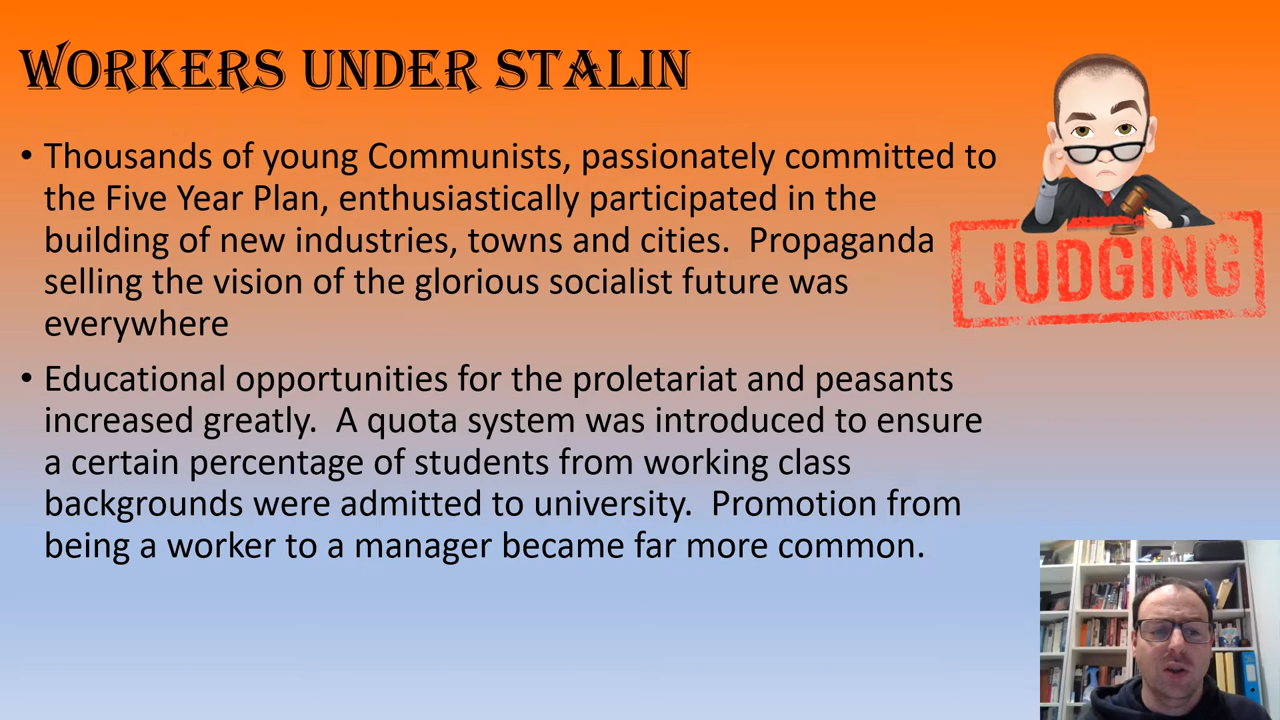 WORKERS UNDER STALIN
• Thousands of young Communists, passionately committed to
the Five Year Plan, enthusiastically participated in the
building of new industries, towns and cities.  Propaganda
selling the vision of the glorious socialist future was
everywhere
JUDGING
• Educational opportunities for the proletariat and peasants
increased greatly.  A quota system was introduced to ensure
a certain percentage of students from working class
backgrounds were admitted to university.  Promotion from
being a worker to a manager became far more common.